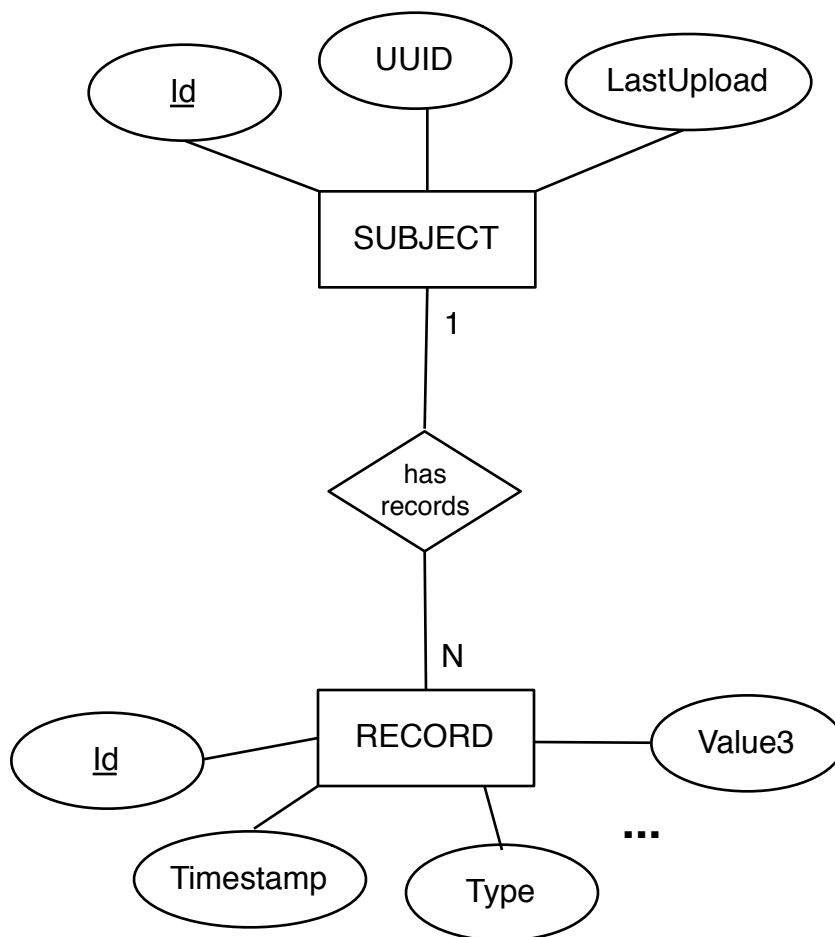 UUID
Id
LastUpload
SUBJECT
1
has
records
N
RECORD
Value3
Id
...
Timestamp
Type